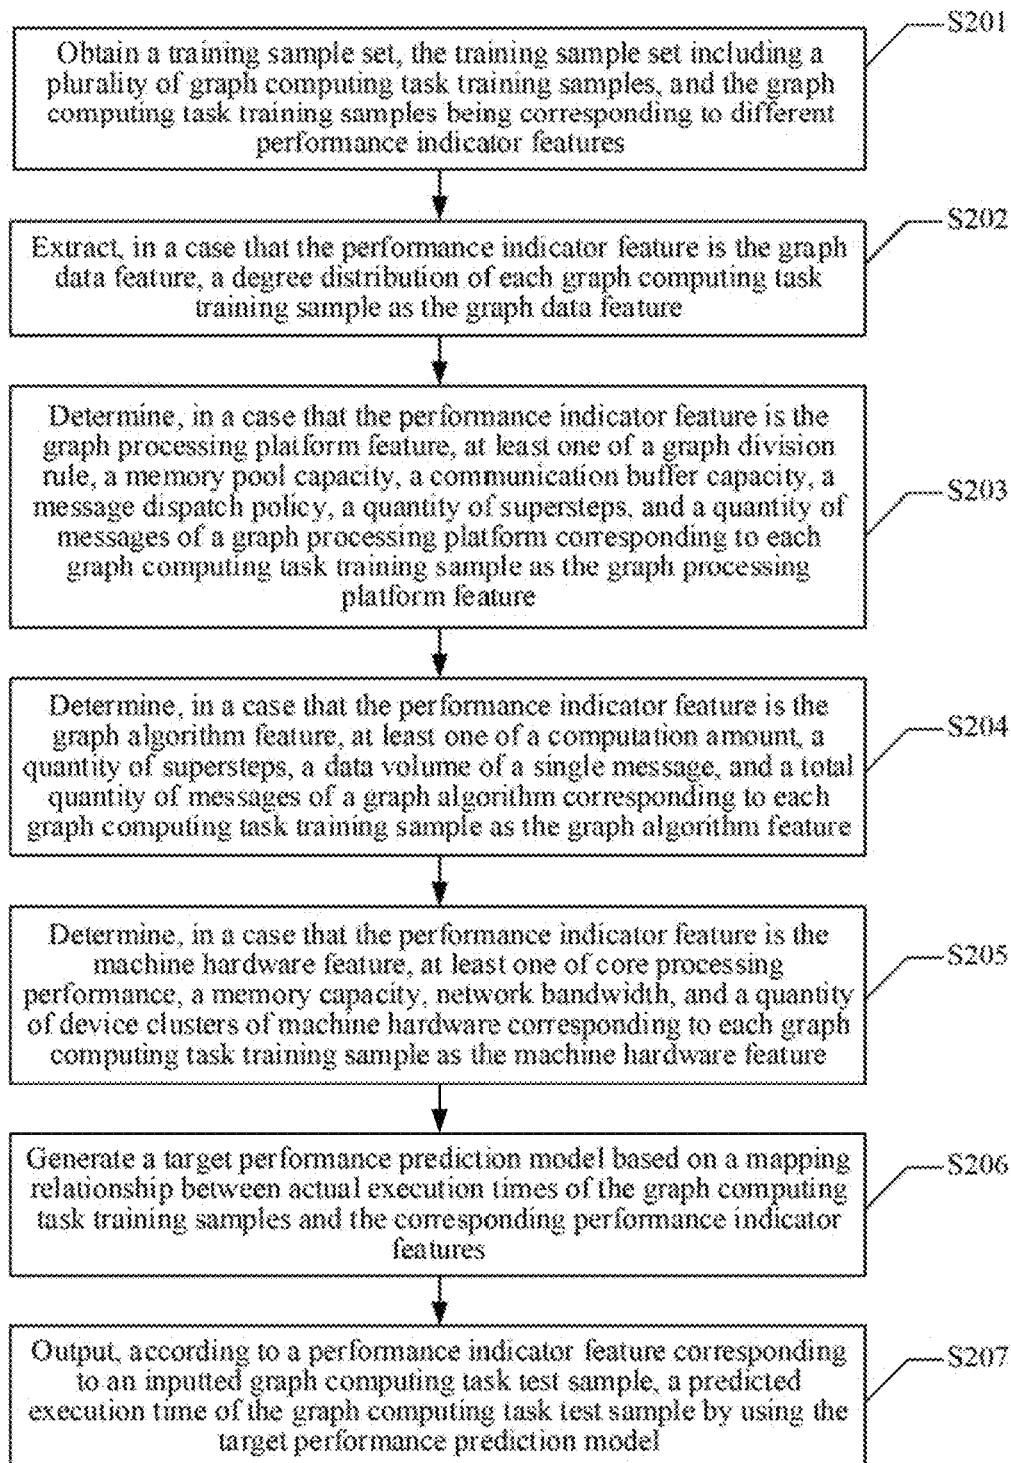 S201
Obtain a training sample set, the training sample set including a
plurality of graph computing task training samples, and the graph
computing task training samples being corresponding to different
performance indicator features
S202
Extract, in a case that the performance indicator feature is the graph
data feature, a degree distribution of each graph computing task
training sample as the graph data feature
Determine, in a case that the performance indicator feature is the
graph processing platform feature, at least one of a graph division
rule, a memory pool capacity, a communication buffer capacity, a
message dispatch policy, a quantity of supersteps, and a quantity of
messages of a graph processing platform corresponding to each
graph computing task training sample as the graph processing
platform feature
S203
Determine, in a case that the performance indicator feature is the
graph algorithm feature, at least one of a computation amount, a
quantity of supersteps, a data volume of a single message, and a total
quantity of messages of a graph algorithm corresponding to each
graph computing task training sample as the graph algorithm feature
S204
Determine, in a case that the performance indicator feature is the
machine hardware feature, at least one of core processing
performance, a memory capacity, network bandwidth, and a quantity
of device clusters of machine hardware corresponding to each graph
computing task training sample as the machine hardware feature
S205
Generate a target performance prediction model based on a mapping
relationship between actual execution times of the graph computing
task training samples and the corresponding performance indicator
features
S206
Output, according to a performance indicator feature corresponding
to an inputted graph computing task test sample, a predicted
execution time of the graph computing task test sample by using the
target performance prediction model
S207